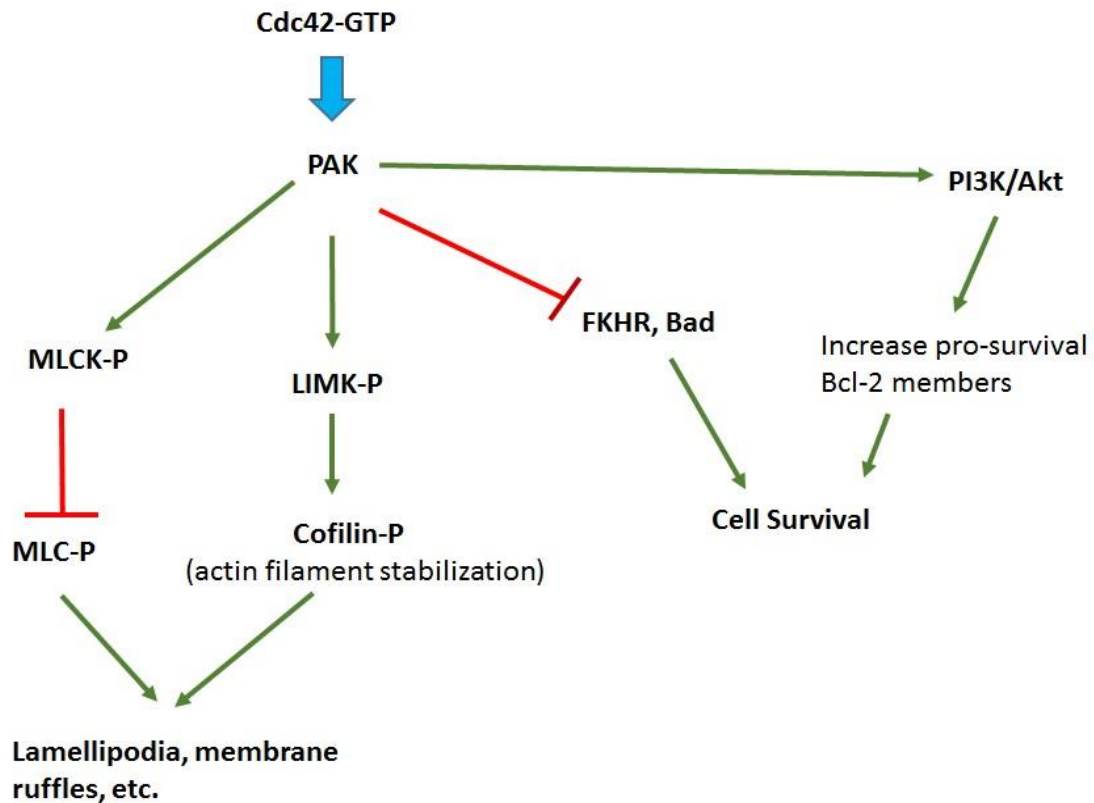 Cdc42-GTP
PAK
PI3K/Akt
FKHR, Bad
Increase pro-survival
Bcl-2 members
MLCK-P
LIMK-P
Cell Survival
Cofilin-P
(actin filament stabilization)
MLC-P
Lamellipodia, membrane
ruffles, etc.